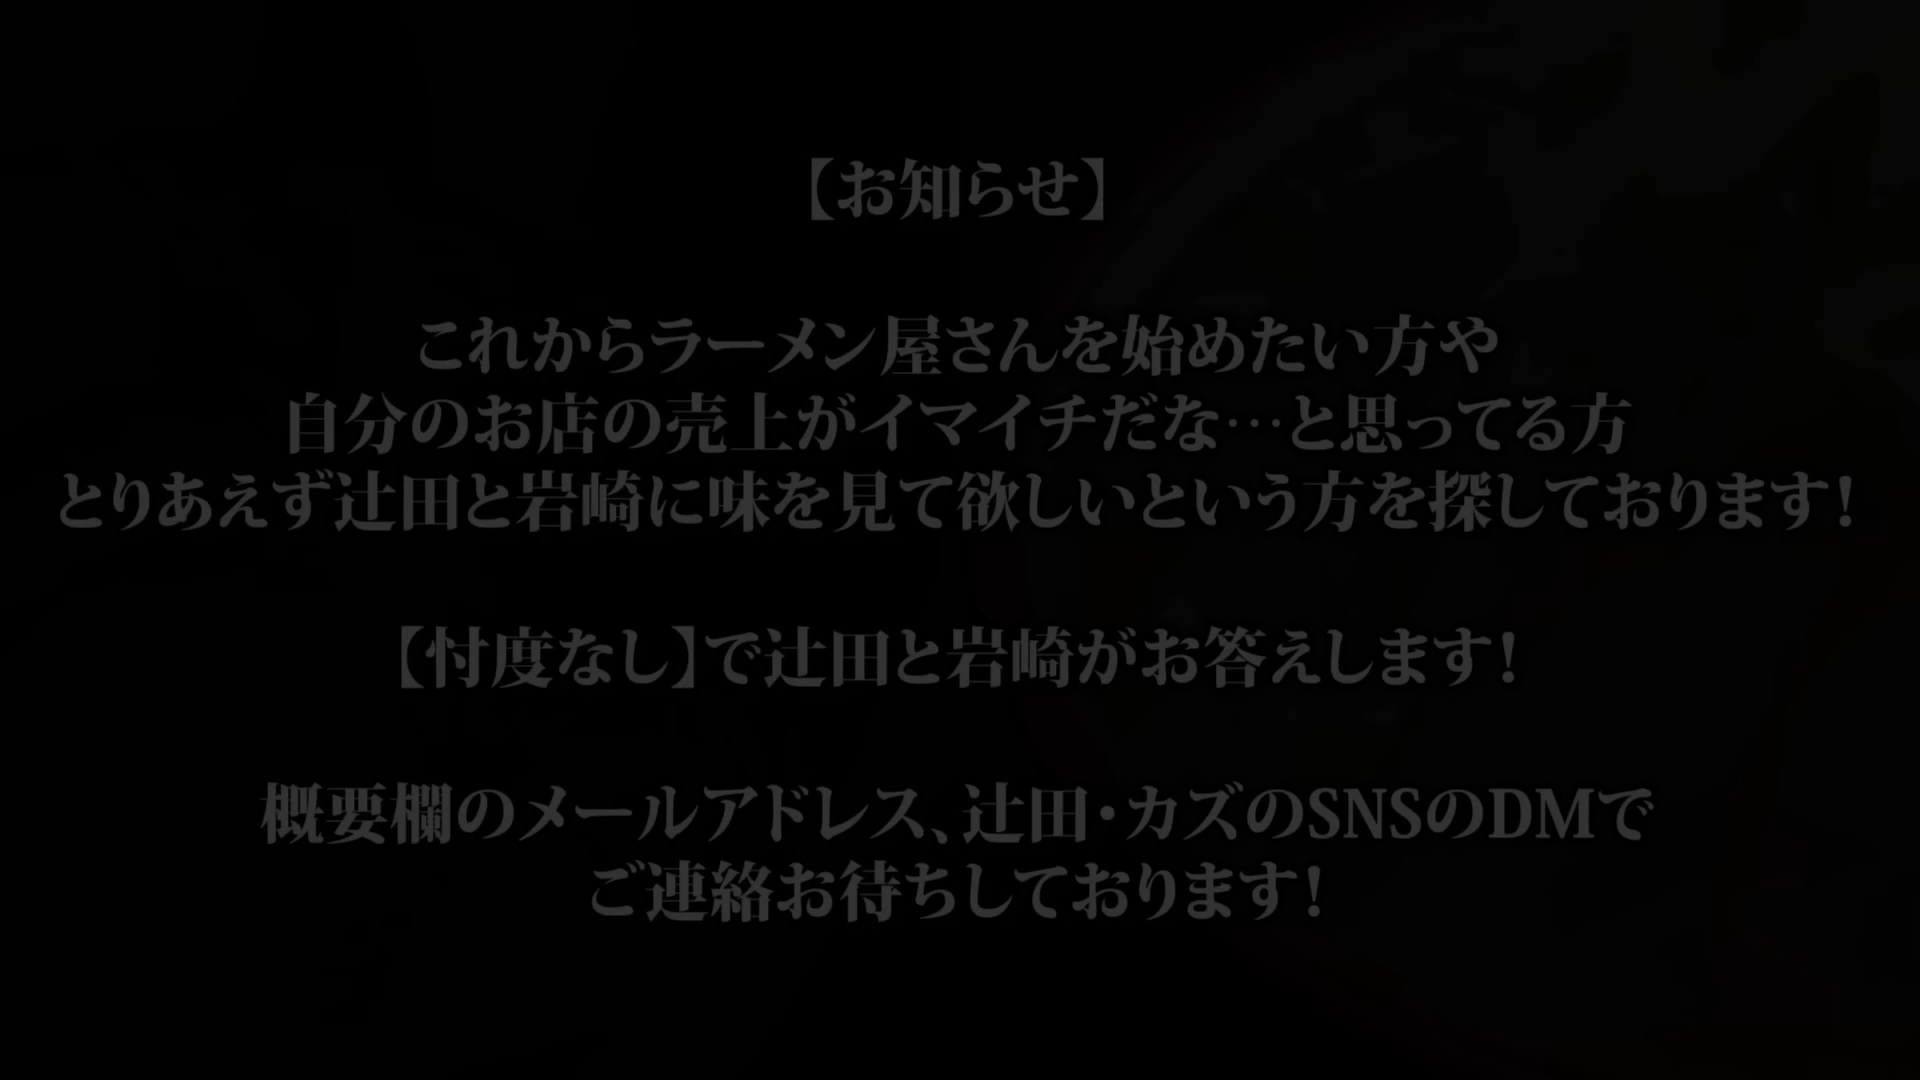 【お知らせ】
これからラーメン屋さんを始めたい方や
自分のお店の売上がイマイチだな…と思ってる方
とりあえず辻田と岩崎に味を見て欲しいという方を探しております！
【忖度なし】で辻田と岩崎がお答えします！
概要欄のメールアドレス、辻田・カズのSNSのDMで
ご連絡お待ちしております！